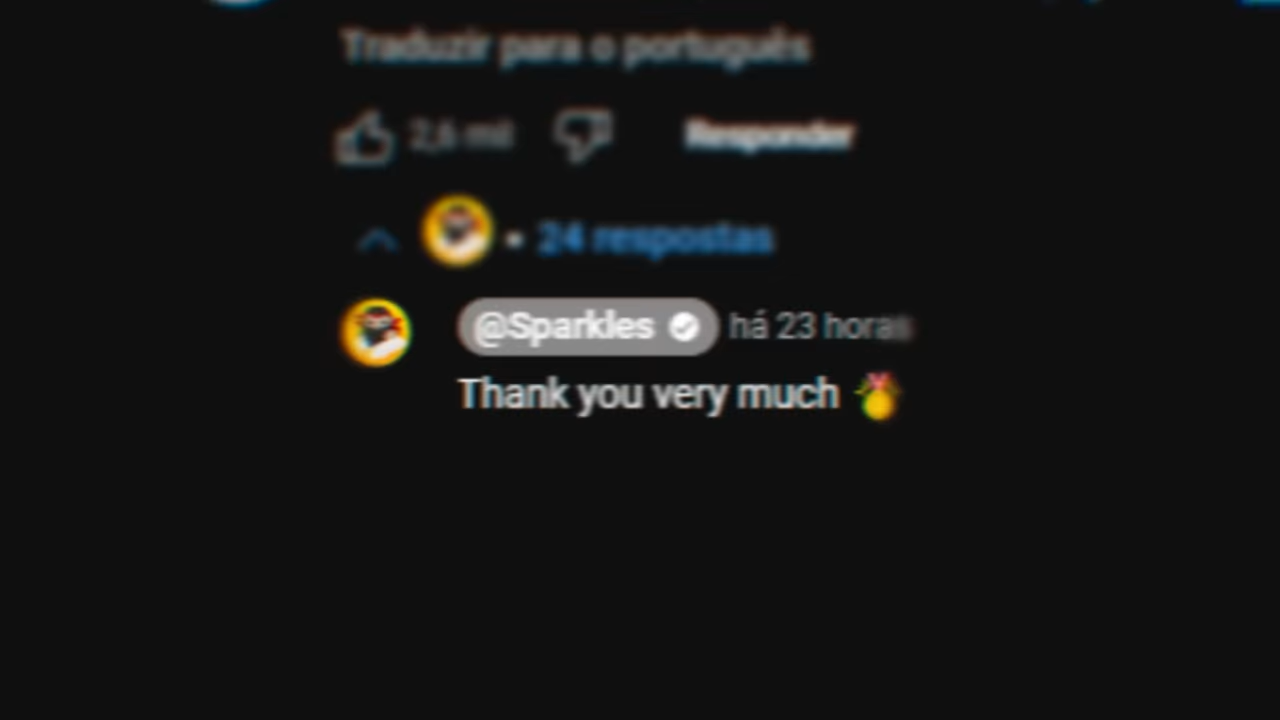 Traduzir para o português
2,6 mil
Responder
24 respostas
@Sparkles há 23 horas
Thank you very much